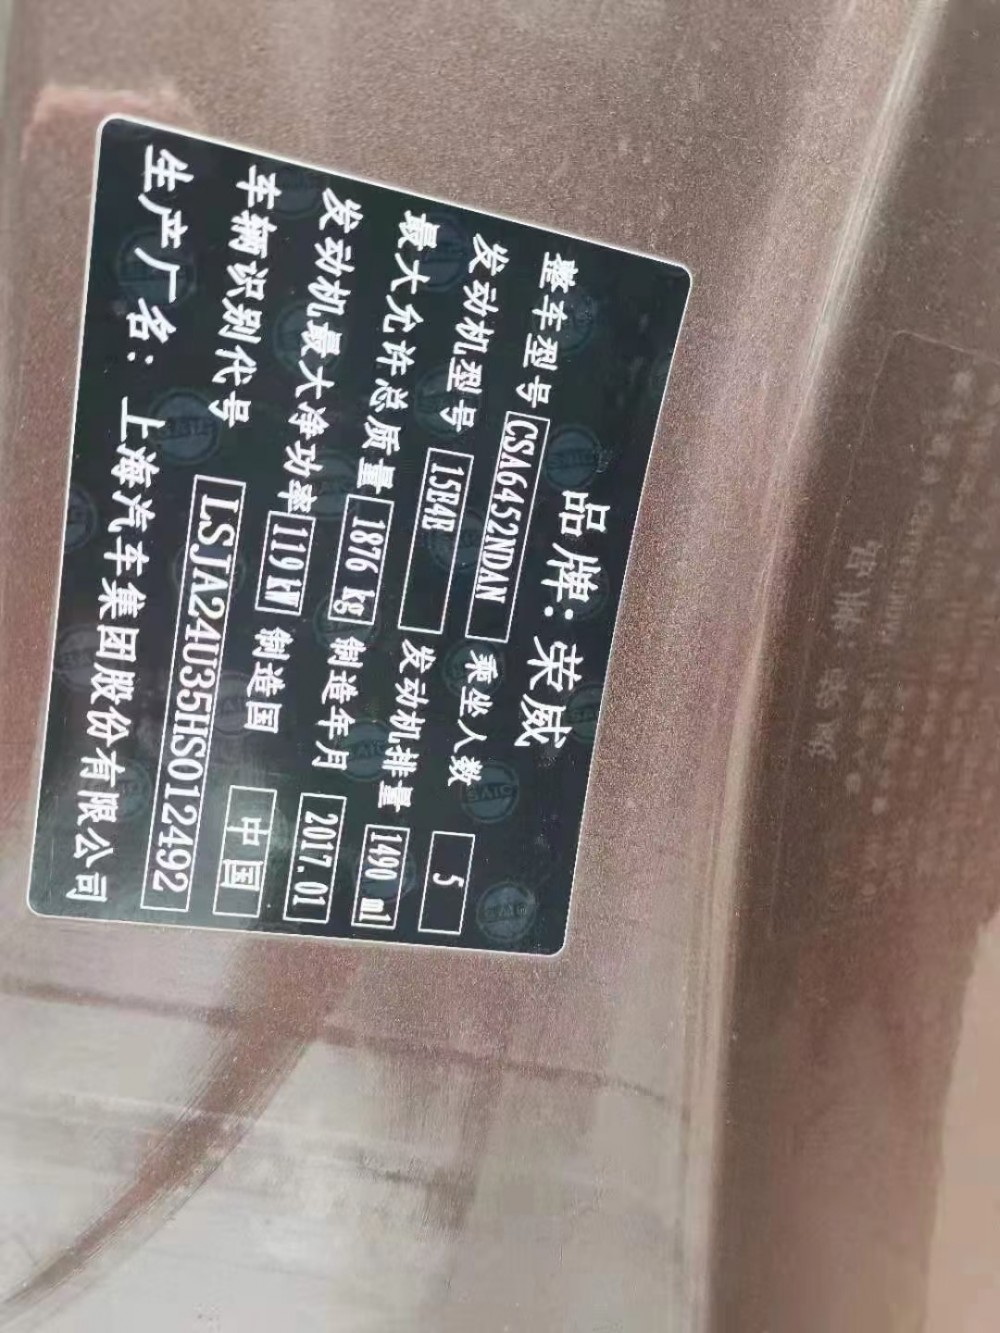 品牌: 荣威
整车型号 CSA6452NDAN 乘坐人数 5
发动机型号 15E4E 发动机排量 1490 ml
最大允许总质量 1876 kg 制造年月 2017.01
发动机最大净功率 119 kW 制造国 中国
车辆识别代号 LSJA24U35HS012492
生产厂名: 上海汽车集团股份有限公司